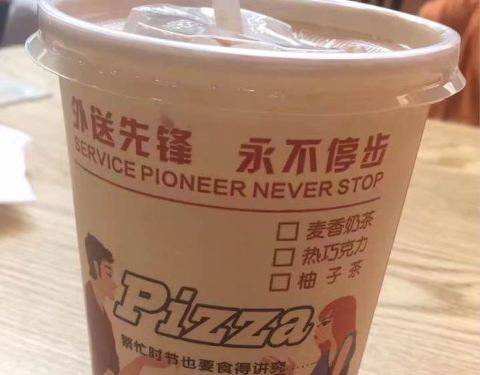 外送先锋 永不停步
SERVICE PIONEER NEVER STOP
□ 麦香奶茶
□ 热巧克力
□ 柚子茶
Pizza
繁忙时节也要食得讲究......